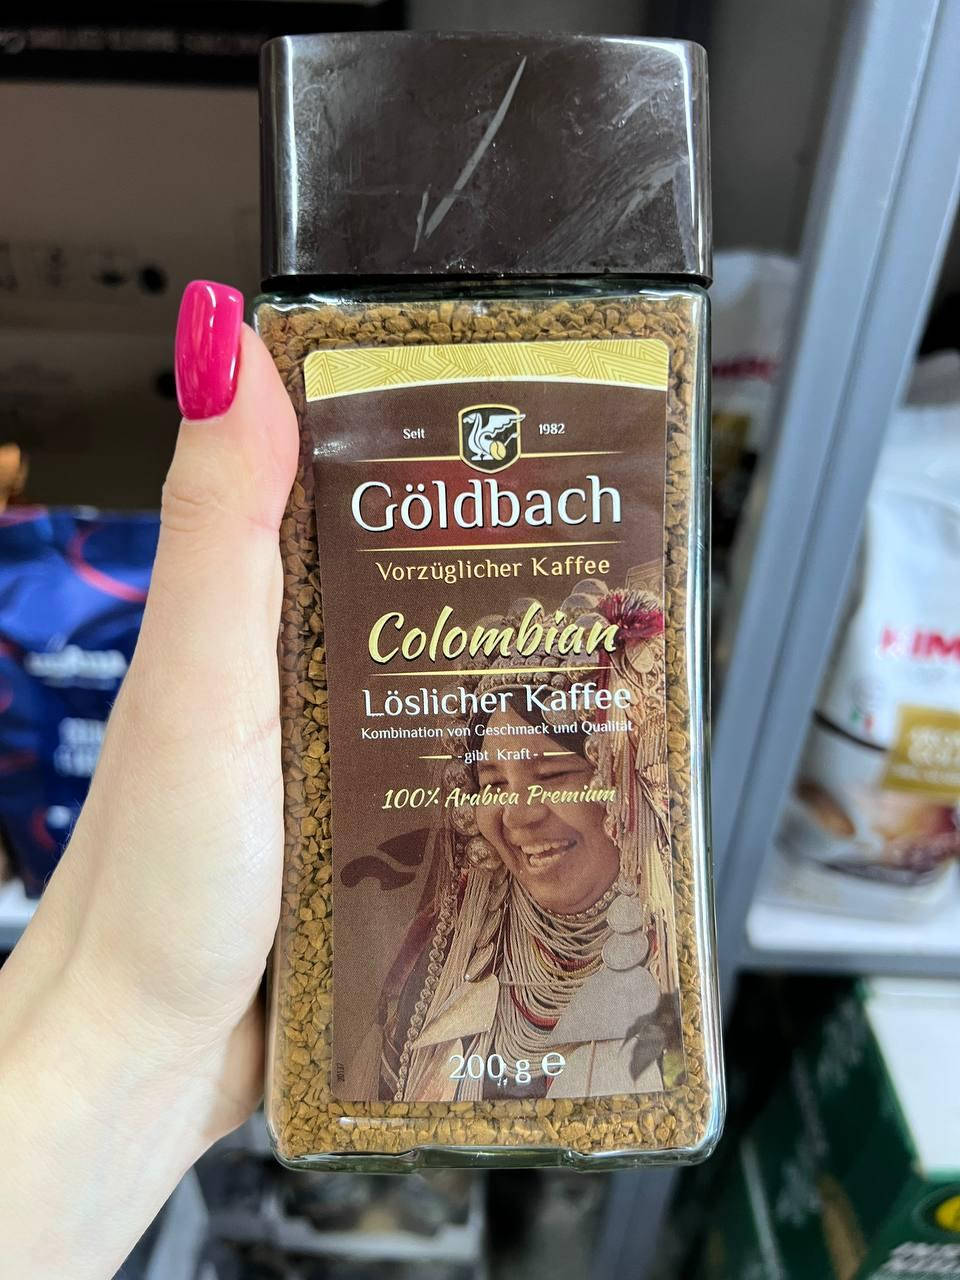 Seit 1982
Göldbach
Vorzüglicher Kaffee
Colombian
Löslicher Kaffee
Kombination von Geschmack und Qualität
- gibt Kraft -
100% Arabica Premium
200 g ℮